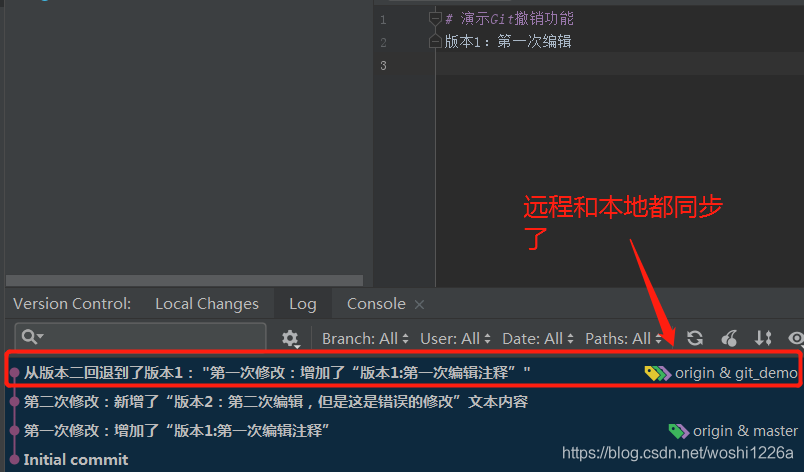 1 # 演示Git撤销功能
2 版本1：第一次编辑
3
远程和本地都同步
了
Version Control: Local Changes Log Console ×
Branch: All User: All Date: All Paths: All
从版本二回退到了版本1： "第一次修改：增加了“版本1:第一次编辑注释”" origin & git_demo
第二次修改：新增了“版本2：第二次编辑，但是这是错误的修改”文本内容
第一次修改：增加了“版本1:第一次编辑注释” origin & master
Initial commit
https://blog.csdn.net/woshi1226a